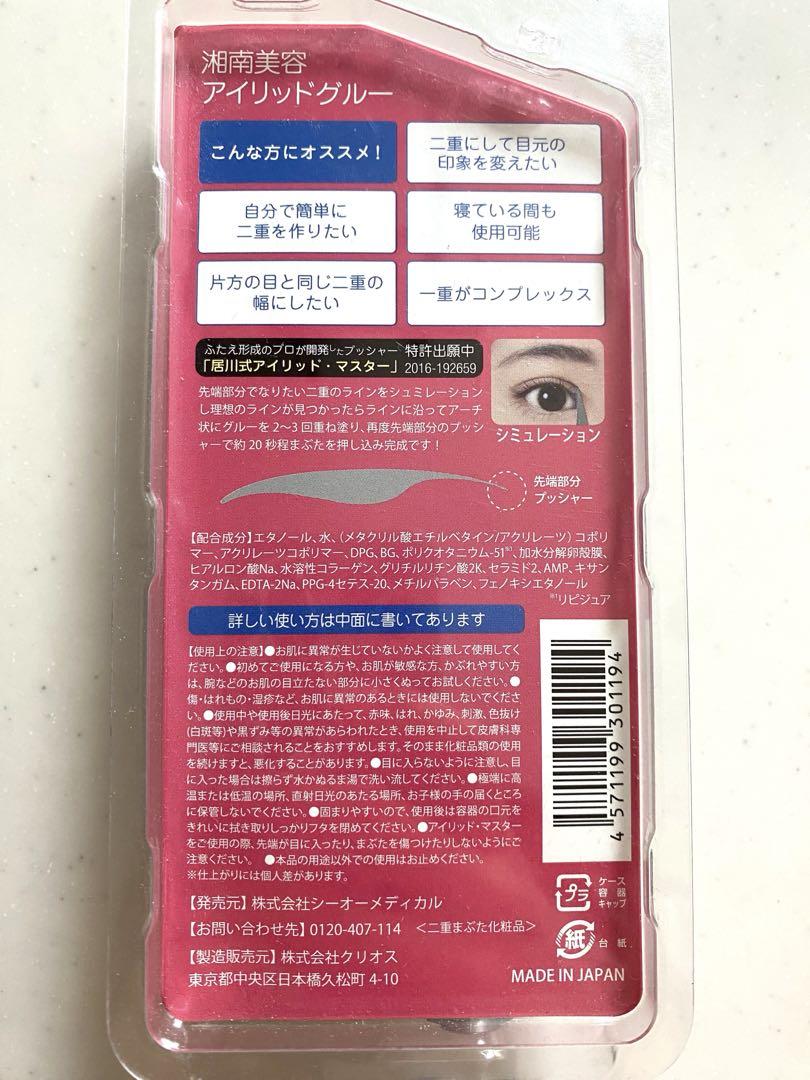 湘南美容
アイリッドグルー
こんな方にオススメ！
二重にして目元の
印象を変えたい
自分で簡単に
二重を作りたい
寝ている間も
使用可能
片方の目と同じ二重の
幅にしたい
一重がコンプレックス
ふたえ形成のプロが開発したプッシャー
「居川式アイリッド・マスター」
特許出願中
2016-192659
先端部分でなりたい二重のラインをシュミレーション
し理想のラインが見つかったらラインに沿ってアーチ
状にグルーを2〜3回重ね塗り、再度先端部分のプッシ
ャーで約20秒程まぶたを押し込み完成です！
シミュレーション
先端部分
プッシャー
【配合成分】エタノール、水、（メタクリル酸エチルベタイン/アクリレーツ）コポリ
マー、アクリレーツコポリマー、DPG、BG、ポリクオタニウム-51※1、加水分解卵殻膜、
ヒアルロン酸Na、水溶性コラーゲン、グリチルリチン酸2K、セラミド2、AMP、キサン
タンガム、EDTA-2Na、PPG-4セテス-20、メチルパラベン、フェノキシエタノール
※1リピジュア
詳しい使い方は中面に書いてあります
【使用上の注意】●お肌に異常が生じていないかよく注意して使用してく
ださい。●初めてご使用になる方や、お肌が敏感な方、かぶれやすい方
は、腕などのお肌の目立たない部分に小さくぬってお試しください。●
傷・はれもの・湿疹など、お肌に異常のあるときには使用しないでくださ
い。●使用中や使用後日光にあたって、赤味、はれ、かゆみ、刺激、色抜け
(白斑等)や黒ずみ等の異常があらわれたとき、使用を中止して皮膚科専
門医等にご相談されることをおすすめします。そのまま化粧品類の使用
を続けますと、悪化することがあります。●目に入らないように注意し、目
に入った場合は擦らず水かぬるま湯で洗い流してください。●極端に高
温または低温の場所、直射日光のあたる場所、お子様の手の届くところ
に保管しないでください。●固まりやすいので、使用後は容器の口元を
きれいに拭き取りしっかりフタを閉めてください。●アイリッド・マスター
をご使用の際、先端が目に入ったり、まぶたを傷つけたりしないようにご
注意ください。 ●本品の用途以外での使用はお止めください。
※仕上がりには個人差があります。
4 571199 301194
プラ
ケース
容器
キャップ
紙
台紙
【発売元】株式会社シーオーメディカル
【お問い合わせ先】0120-407-114 ＜二重まぶた化粧品＞
【製造販売元】株式会社クリオス
東京都中央区日本橋久松町4-10
MADE IN JAPAN